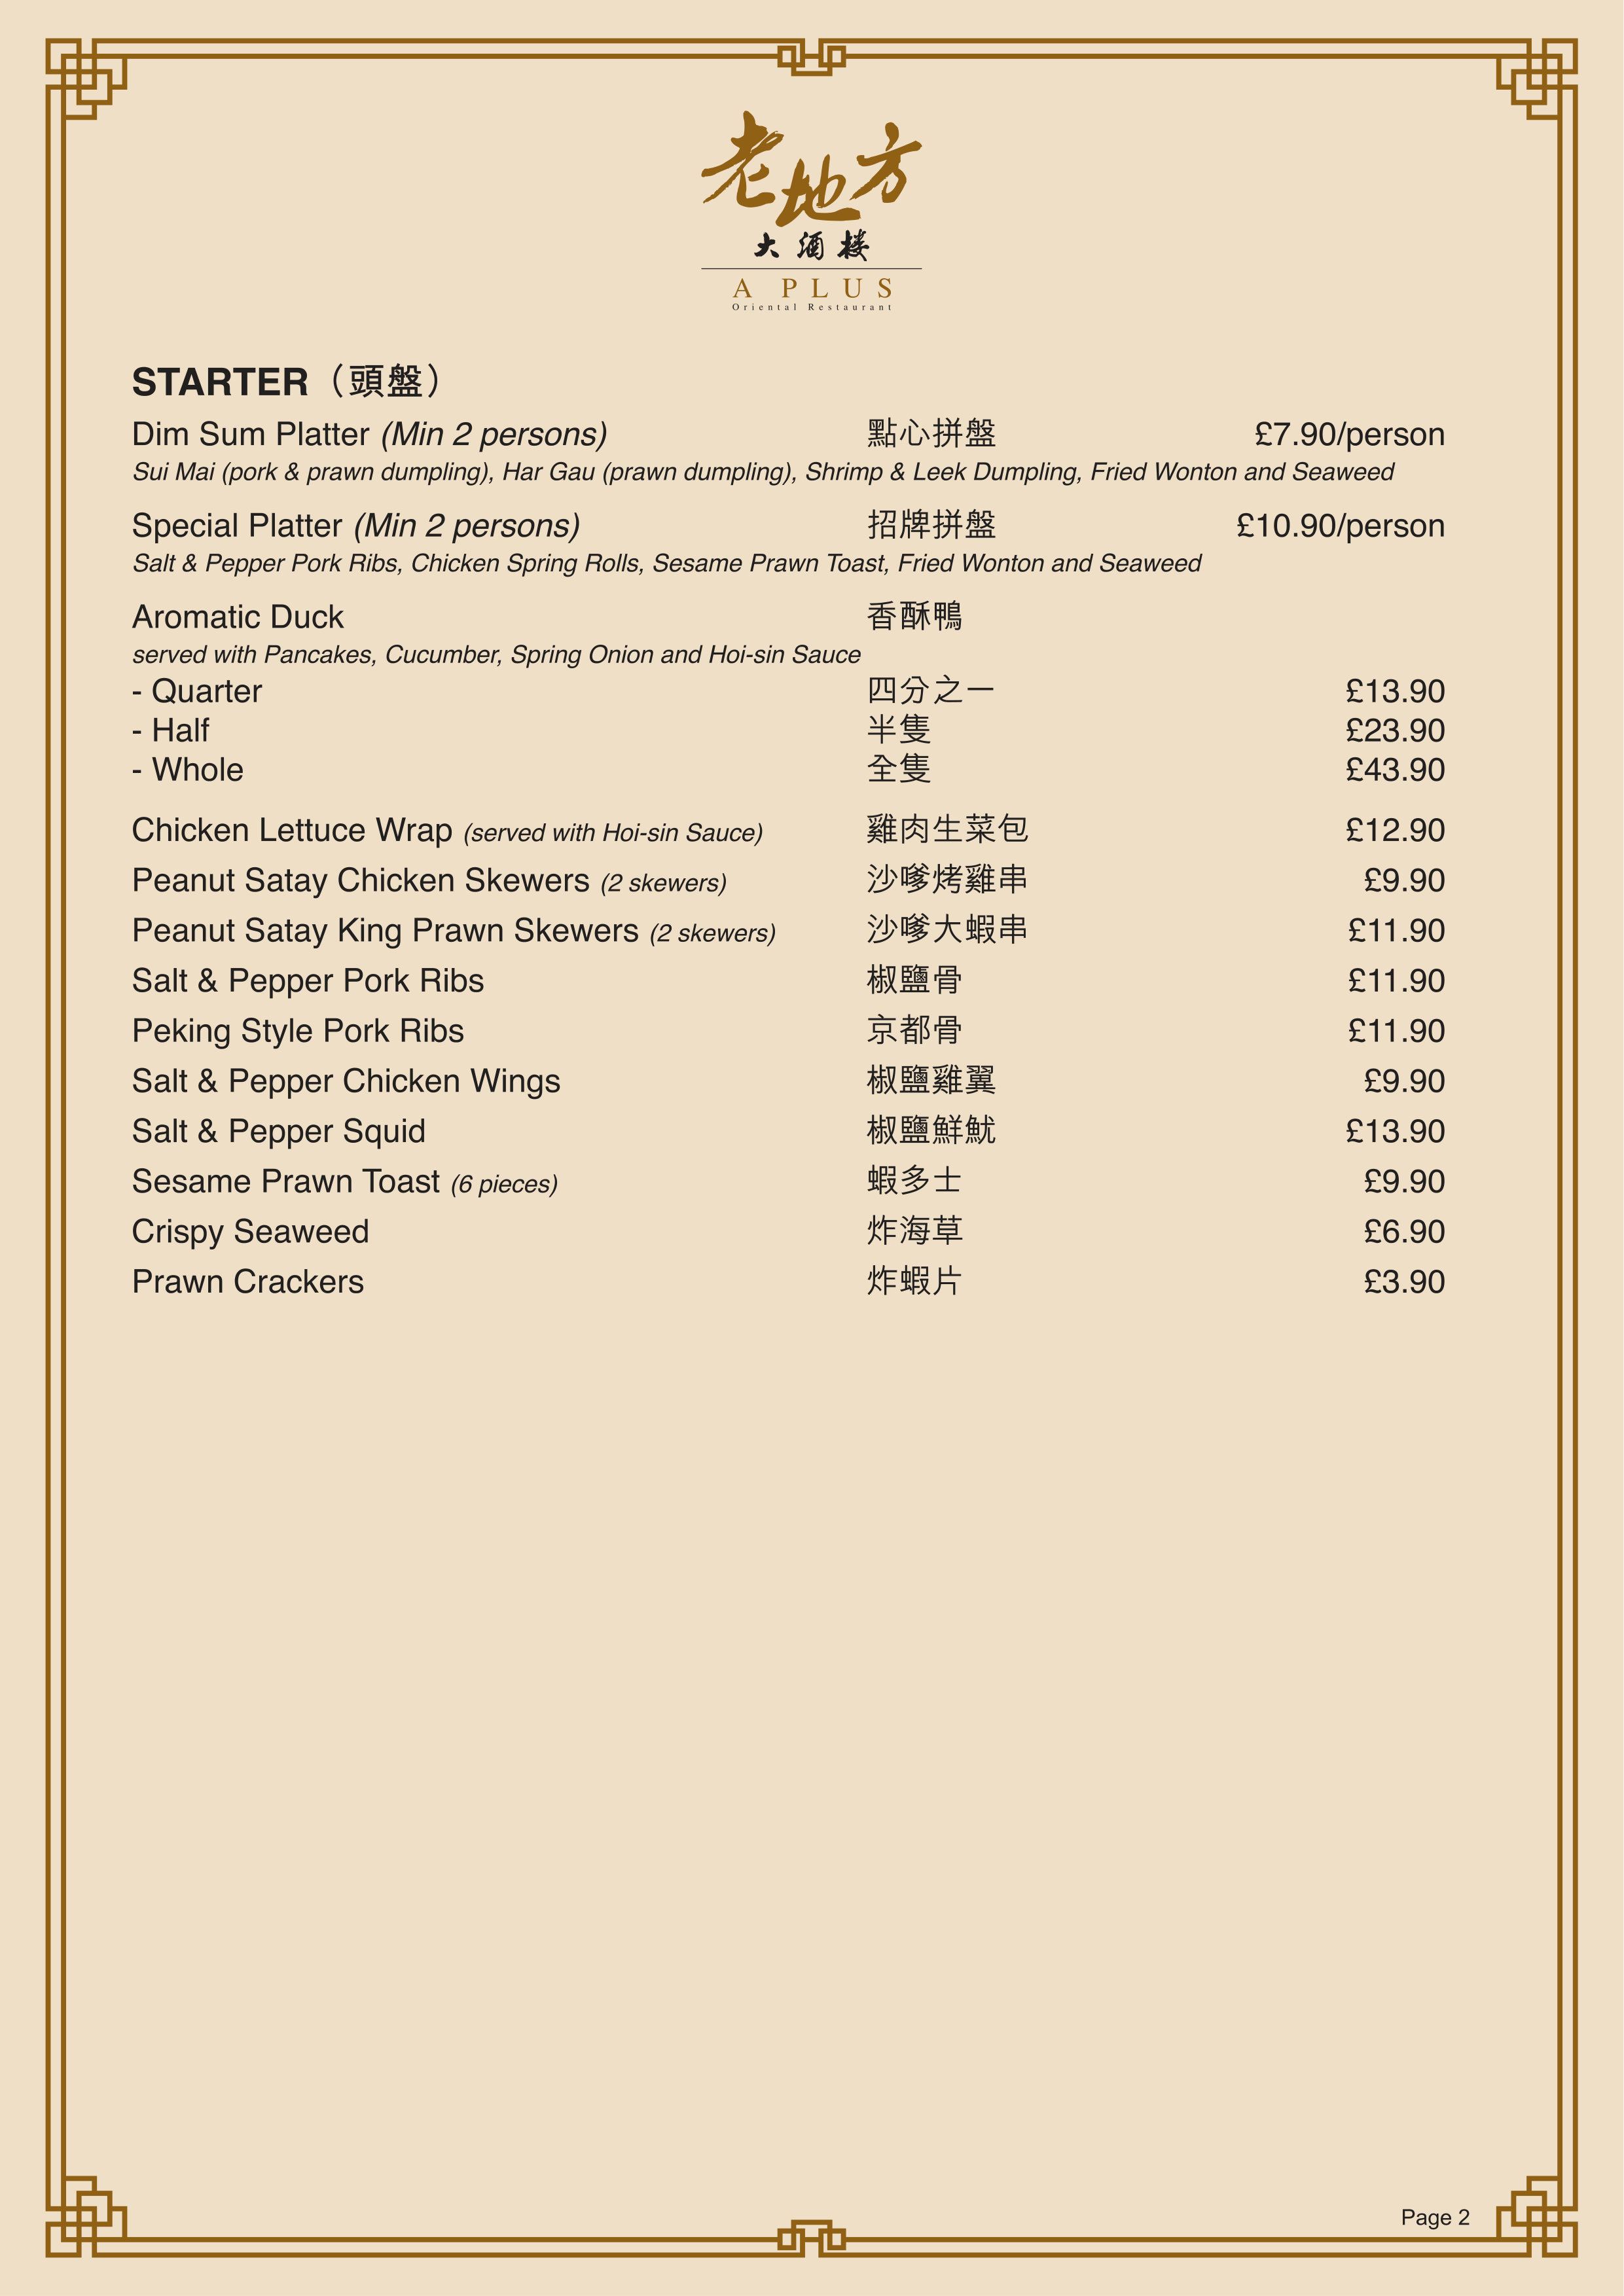 老地方
大酒楼
A PLUS
Oriental Restaurant
STARTER（頭盤）
Dim Sum Platter (Min 2 persons) 點心拼盤 £7.90/person
Sui Mai (pork & prawn dumpling), Har Gau (prawn dumpling), Shrimp & Leek Dumpling, Fried Wonton and Seaweed
Special Platter (Min 2 persons) 招牌拼盤 £10.90/person
Salt & Pepper Pork Ribs, Chicken Spring Rolls, Sesame Prawn Toast, Fried Wonton and Seaweed
Aromatic Duck 香酥鴨
served with Pancakes, Cucumber, Spring Onion and Hoi-sin Sauce
- Quarter 四分之一 £13.90
- Half 半隻 £23.90
- Whole 全隻 £43.90
Chicken Lettuce Wrap (served with Hoi-sin Sauce) 雞肉生菜包 £12.90
Peanut Satay Chicken Skewers (2 skewers) 沙嗲烤雞串 £9.90
Peanut Satay King Prawn Skewers (2 skewers) 沙嗲大蝦串 £11.90
Salt & Pepper Pork Ribs 椒鹽骨 £11.90
Peking Style Pork Ribs 京都骨 £11.90
Salt & Pepper Chicken Wings 椒鹽雞翼 £9.90
Salt & Pepper Squid 椒鹽鮮魷 £13.90
Sesame Prawn Toast (6 pieces) 蝦多士 £9.90
Crispy Seaweed 炸海草 £6.90
Prawn Crackers 炸蝦片 £3.90
Page 2